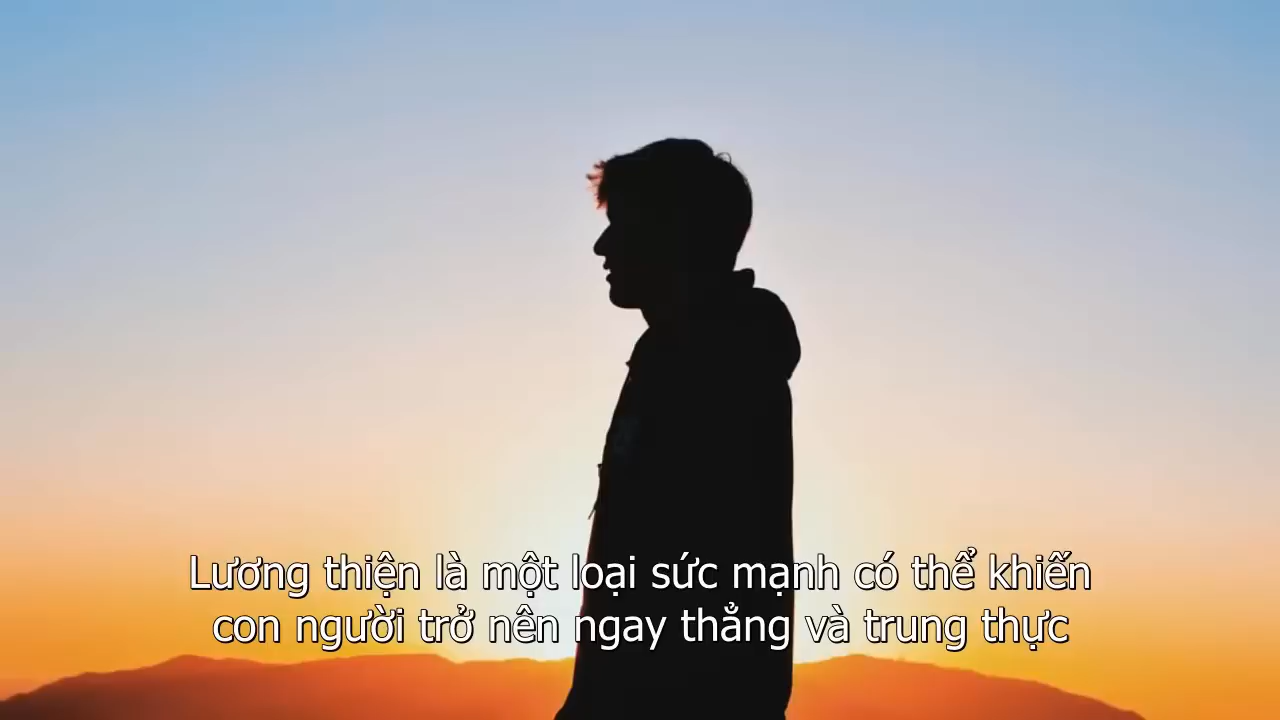 Lương thiện là một loại sức mạnh có thể khiến
con người trở nên ngay thẳng và trung thực